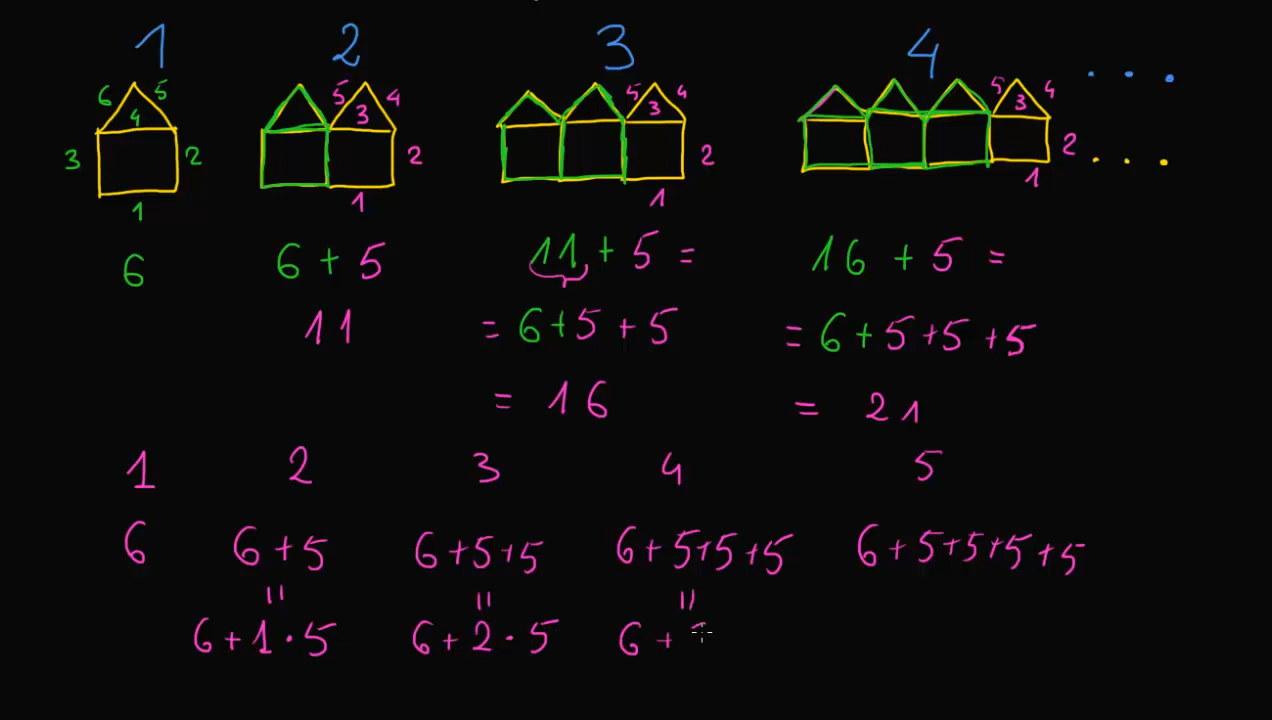 1 2 3 4 ...
6 5 4 3 2 1
5 4 3 2 1
5 4 3 2 1
5 4 3 2 1 ...
6 6 + 5 11 + 5 = 16 + 5 =
11 = 6 + 5 + 5 = 6 + 5 + 5 + 5
= 16 = 21
1 2 3 4 5
6 6 + 5 6 + 5 + 5 6 + 5 + 5 + 5 6 + 5 + 5 + 5 + 5
= = =
6 + 1 · 5 6 + 2 · 5 6 +